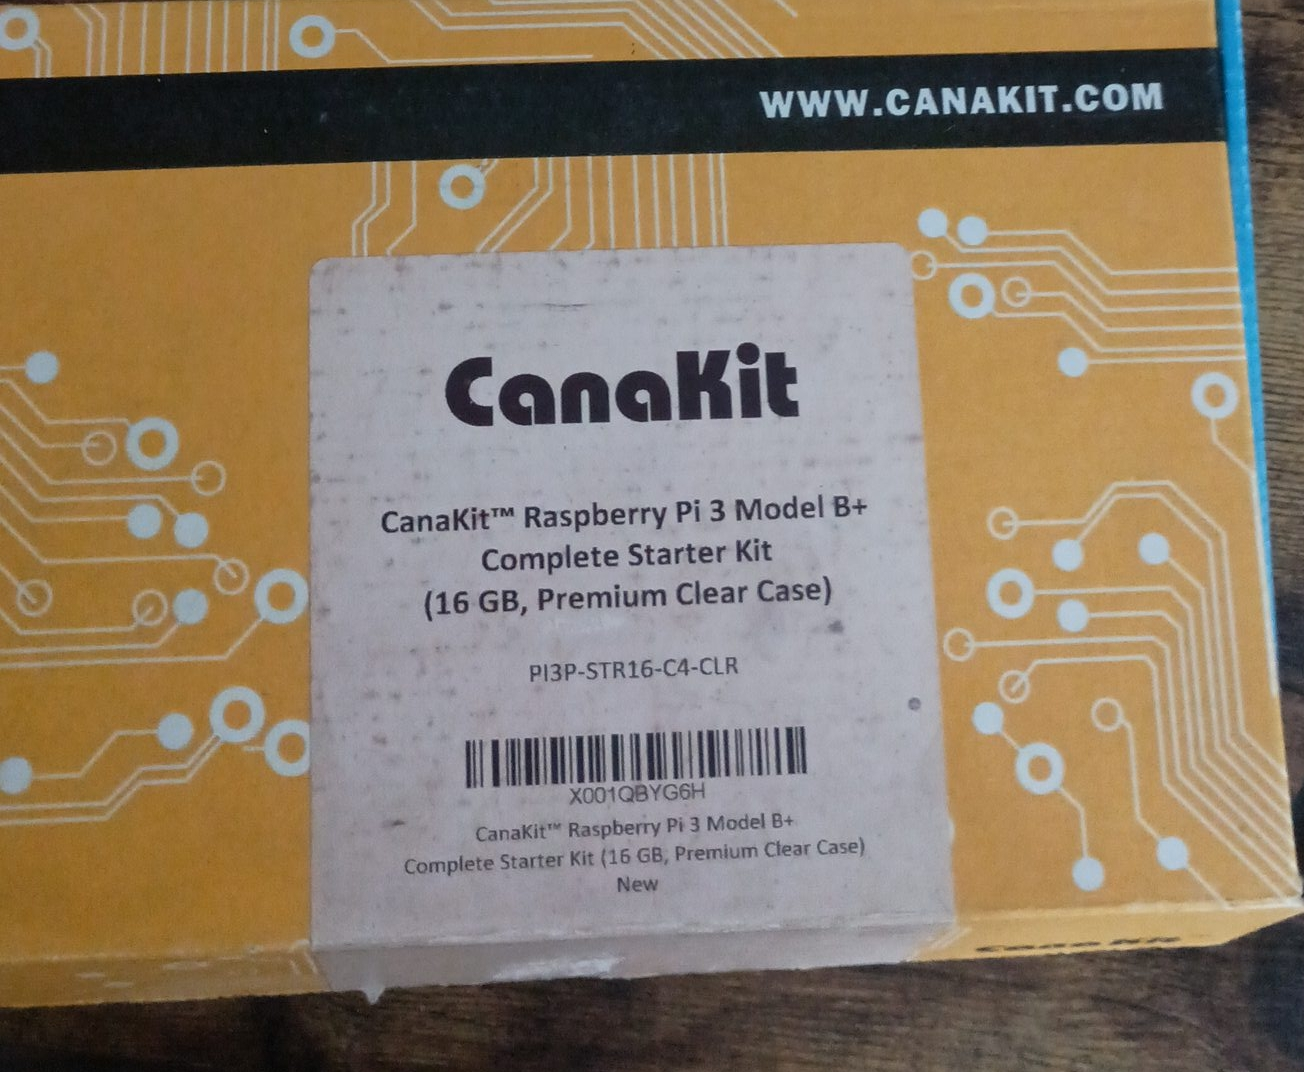 WWW.CANAKIT.COM
CanaKit
CanaKit™ Raspberry Pi 3 Model B+
Complete Starter Kit
(16 GB, Premium Clear Case)
PI3P-STR16-C4-CLR
X001QBYG6H
CanaKit™ Raspberry Pi 3 Model B+
Complete Starter Kit (16 GB, Premium Clear Case)
New
CanaKit